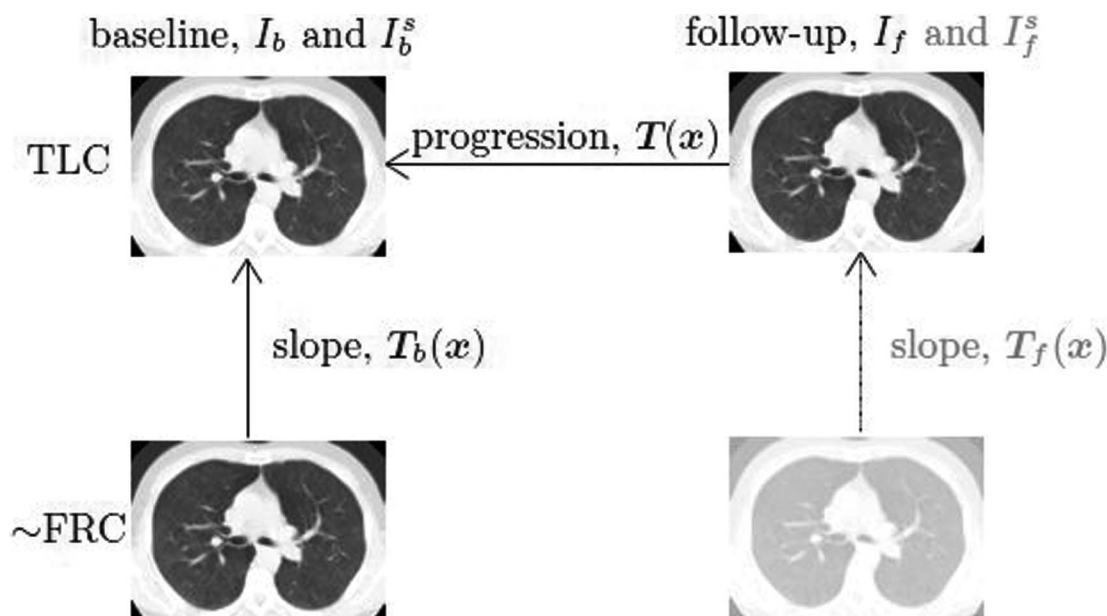 baseline, I_b and I_b^s
follow-up, I_f and I_f^s
TLC
progression, T(x)
slope, T_b(x)
slope, T_f(x)
~FRC